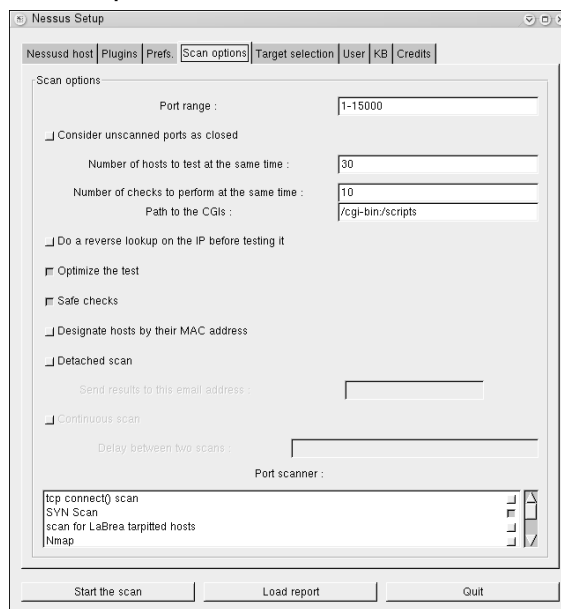 Nessus Setup
Nessusd host Plugins Prefs. Scan options Target selection User KB Credits
Scan options
Port range : 1-15000
Consider unscanned ports as closed
Number of hosts to test at the same time : 30
Number of checks to perform at the same time : 10
Path to the CGIs : /cgi-bin:/scripts
Do a reverse lookup on the IP before testing it
Optimize the test
Safe checks
Designate hosts by their MAC address
Detached scan
Send results to this email address :
Continuous scan
Delay between two scans :
Port scanner :
tcp connect() scan
SYN Scan
scan for LaBrea tarpitted hosts
Nmap
Start the scan Load report Quit